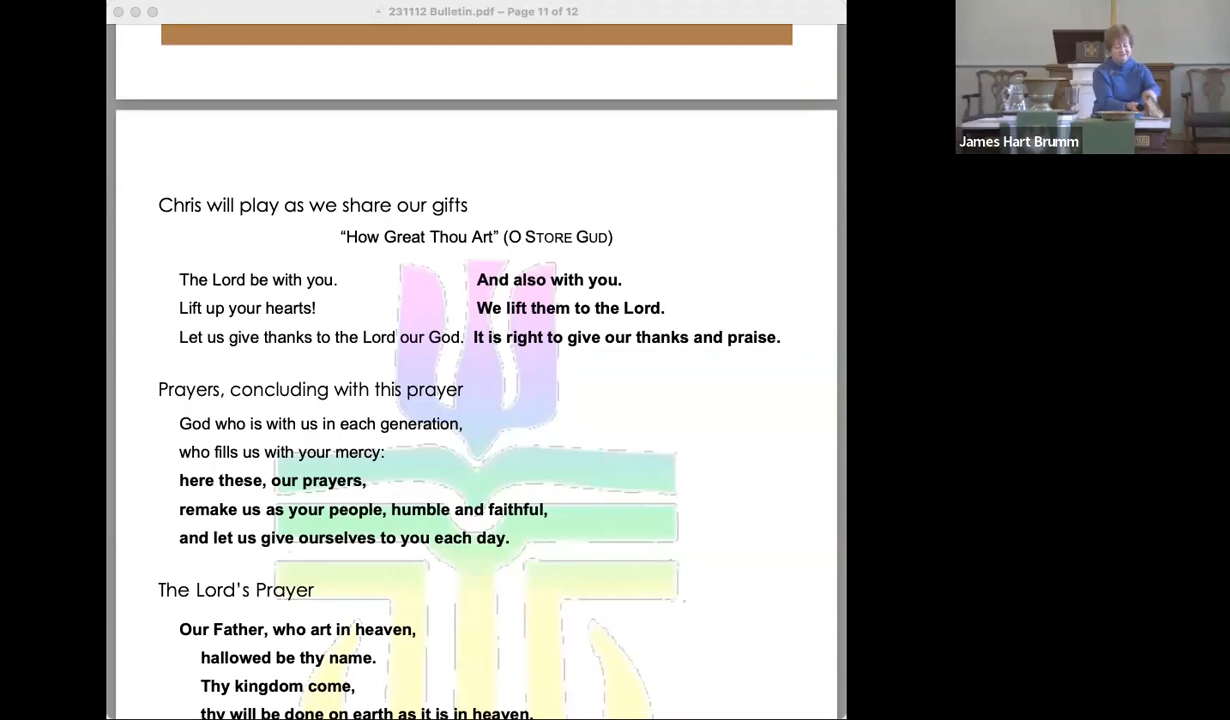 231112 Bulletin.pdf – Page 11 of 12
James Hart Brumm
Chris will play as we share our gifts
“How Great Thou Art” (O STORE GUD)
The Lord be with you. And also with you.
Lift up your hearts! We lift them to the Lord.
Let us give thanks to the Lord our God. It is right to give our thanks and praise.
Prayers, concluding with this prayer
God who is with us in each generation,
who fills us with your mercy:
here these, our prayers,
remake us as your people, humble and faithful,
and let us give ourselves to you each day.
The Lord’s Prayer
Our Father, who art in heaven,
hallowed be thy name.
Thy kingdom come,
thy will be done on earth as it is in heaven.